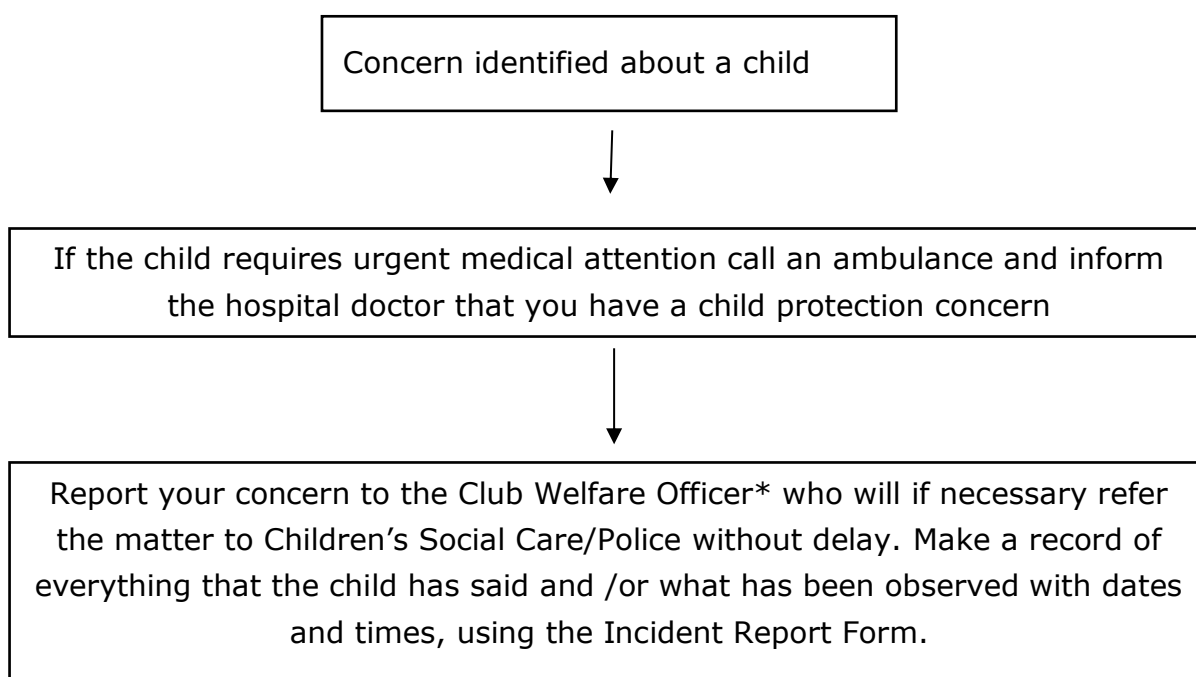 Concern identified about a child
If the child requires urgent medical attention call an ambulance and inform
the hospital doctor that you have a child protection concern
Report your concern to the Club Welfare Officer* who will if necessary refer
the matter to Children’s Social Care/Police without delay. Make a record of
everything that the child has said and /or what has been observed with dates
and times, using the Incident Report Form.